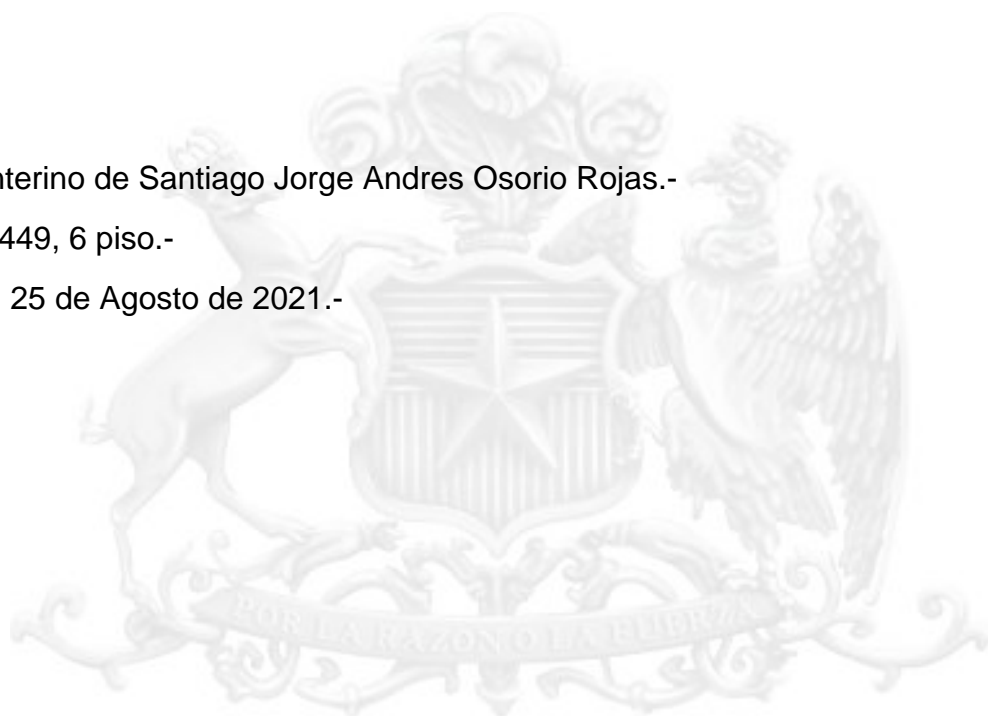 nterino de Santiago Jorge Andres Osorio Rojas.-
449, 6 piso.-
25 de Agosto de 2021.-
POR LA RAZON O LA FUERZA